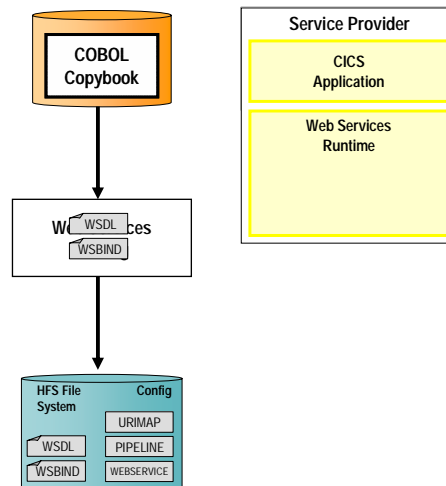 COBOL
Copybook
Service Provider
CICS
Application
Web Services
Runtime
WSDL
WSBIND
HFS File
System
Config
URIMAP
WSDL
PIPELINE
WSBIND
WEBSERVICE